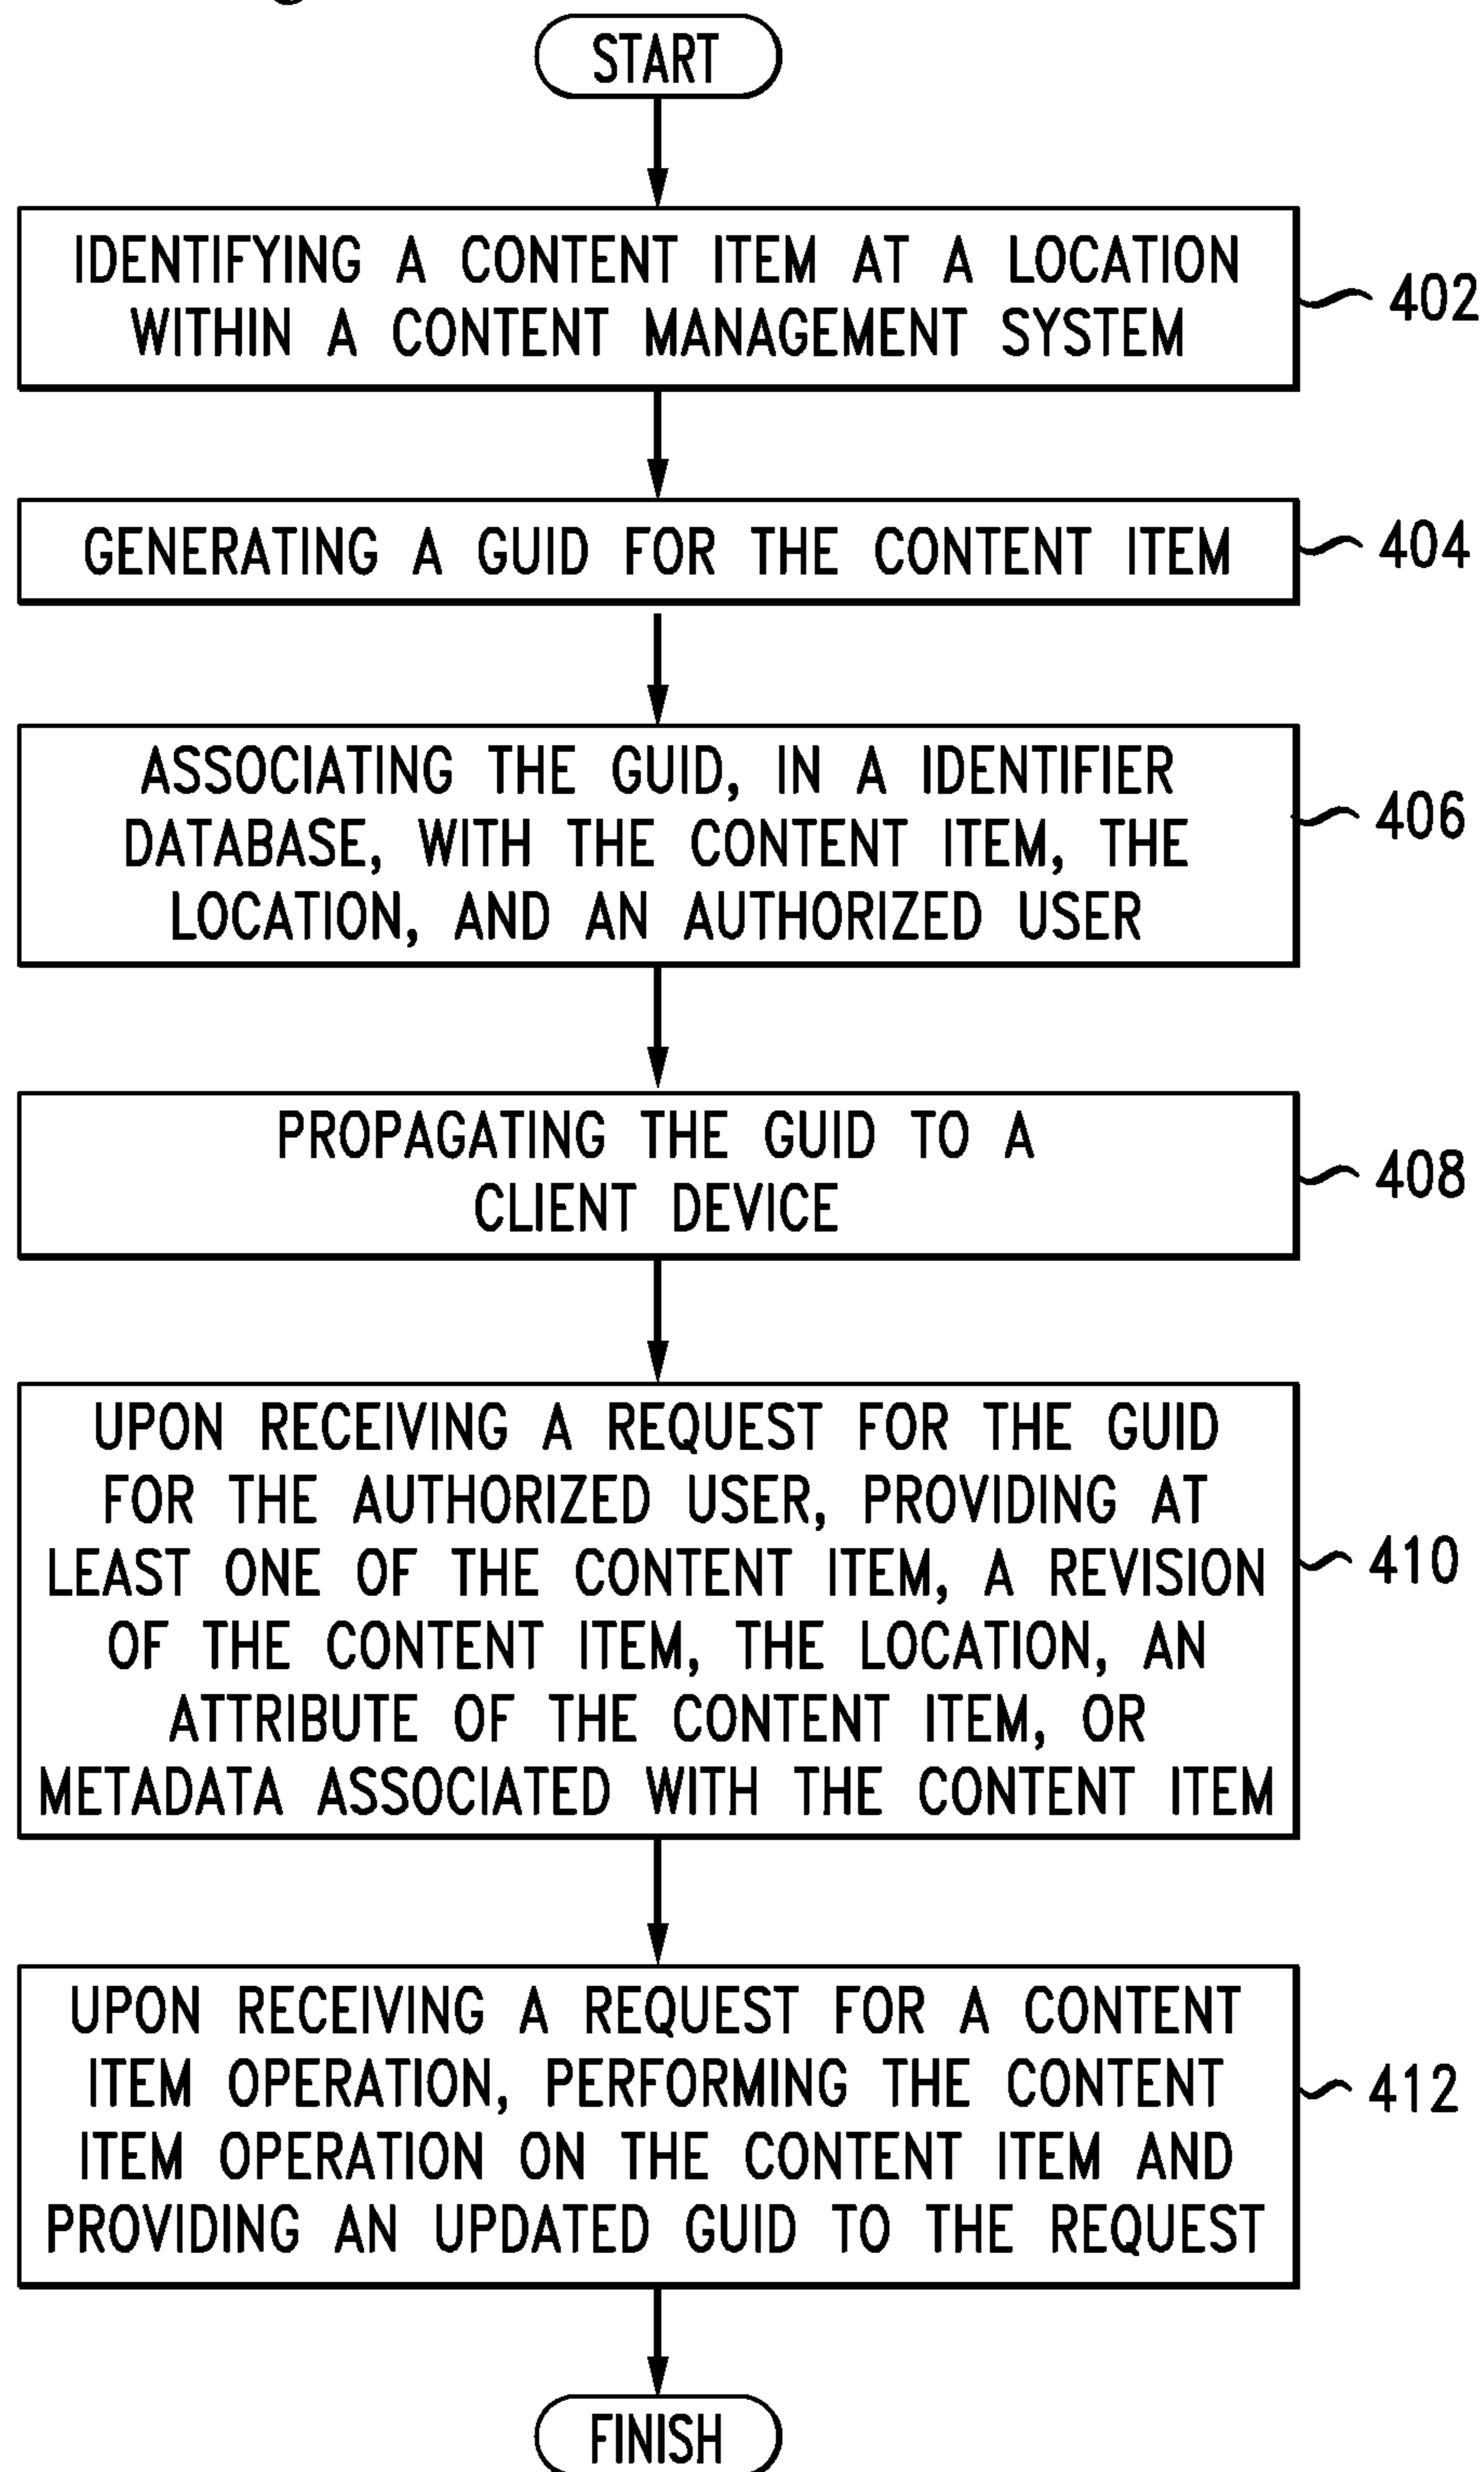 START
IDENTIFYING A CONTENT ITEM AT A LOCATION
WITHIN A CONTENT MANAGEMENT SYSTEM
402
GENERATING A GUID FOR THE CONTENT ITEM
404
ASSOCIATING THE GUID, IN A IDENTIFIER
DATABASE, WITH THE CONTENT ITEM, THE
LOCATION, AND AN AUTHORIZED USER
406
PROPAGATING THE GUID TO A
CLIENT DEVICE
408
UPON RECEIVING A REQUEST FOR THE GUID
FOR THE AUTHORIZED USER, PROVIDING AT
LEAST ONE OF THE CONTENT ITEM, A REVISION
OF THE CONTENT ITEM, THE LOCATION, AN
ATTRIBUTE OF THE CONTENT ITEM, OR
METADATA ASSOCIATED WITH THE CONTENT ITEM
410
UPON RECEIVING A REQUEST FOR A CONTENT
ITEM OPERATION, PERFORMING THE CONTENT
ITEM OPERATION ON THE CONTENT ITEM AND
PROVIDING AN UPDATED GUID TO THE REQUEST
412
FINISH